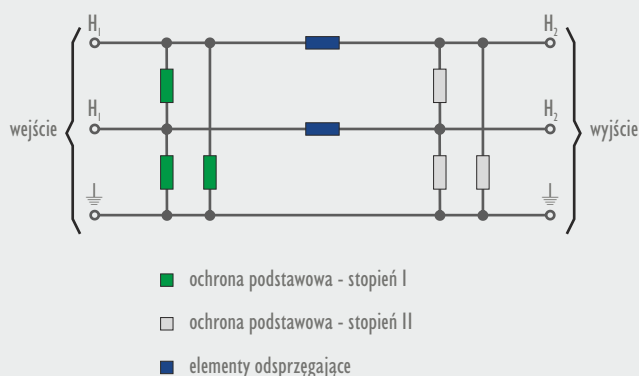 H₁ H₂
H₁ H₂
wejście wyjście
ochrona podstawowa - stopień I
ochrona podstawowa - stopień II
elementy odsprzęgające